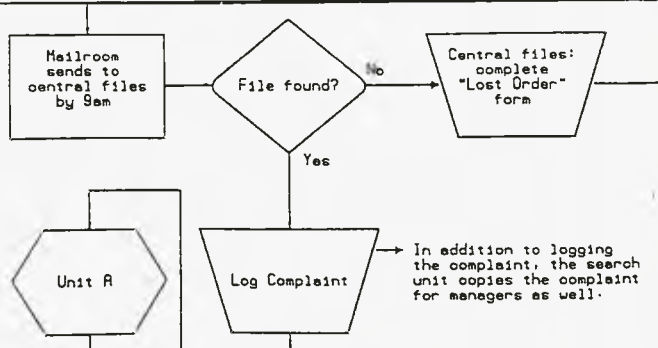 Mailroom
sends to
central files
by 9am
File found?
No
Central files:
complete
"Lost Order"
form
Yes
Unit A
Log Complaint
In addition to logging
the complaint, the search
unit copies the complaint
for managers as well.